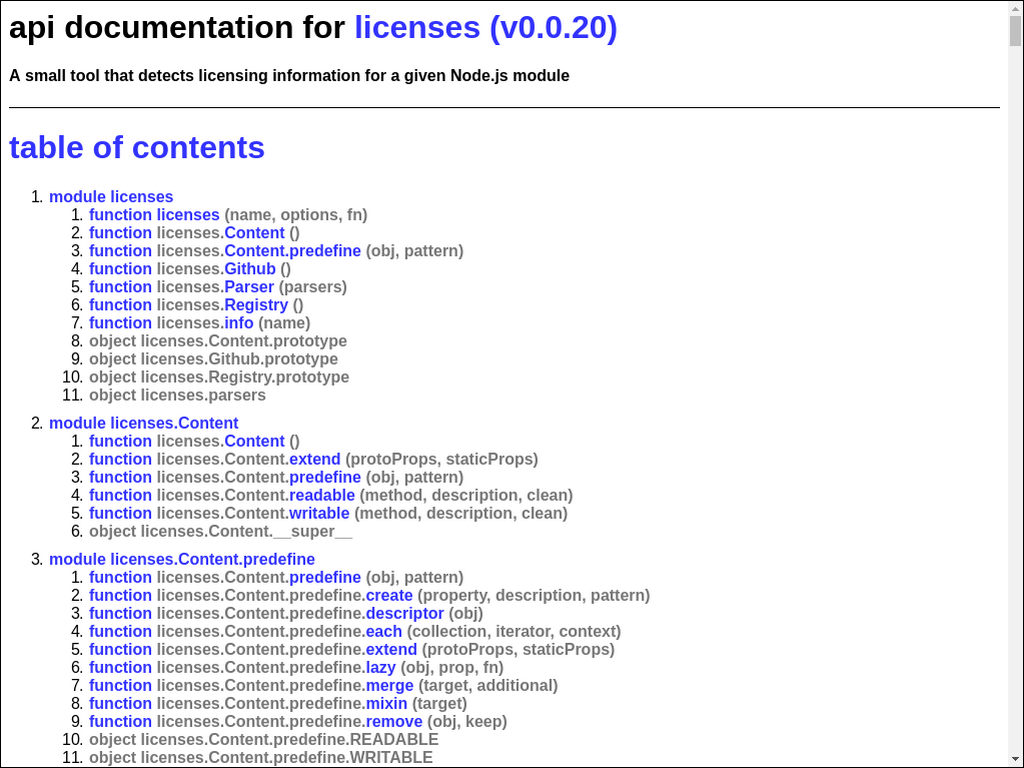 api documentation for licenses (v0.0.20)
A small tool that detects licensing information for a given Node.js module
table of contents
1. module licenses
1. function licenses (name, options, fn)
2. function licenses.Content ()
3. function licenses.Content.predefine (obj, pattern)
4. function licenses.Github ()
5. function licenses.Parser (parsers)
6. function licenses.Registry ()
7. function licenses.info (name)
8. object licenses.Content.prototype
9. object licenses.Github.prototype
10. object licenses.Registry.prototype
11. object licenses.parsers
2. module licenses.Content
1. function licenses.Content ()
2. function licenses.Content.extend (protoProps, staticProps)
3. function licenses.Content.predefine (obj, pattern)
4. function licenses.Content.readable (method, description, clean)
5. function licenses.Content.writable (method, description, clean)
6. object licenses.Content.__super__
3. module licenses.Content.predefine
1. function licenses.Content.predefine (obj, pattern)
2. function licenses.Content.predefine.create (property, description, pattern)
3. function licenses.Content.predefine.descriptor (obj)
4. function licenses.Content.predefine.each (collection, iterator, context)
5. function licenses.Content.predefine.extend (protoProps, staticProps)
6. function licenses.Content.predefine.lazy (obj, prop, fn)
7. function licenses.Content.predefine.merge (target, additional)
8. function licenses.Content.predefine.mixin (target)
9. function licenses.Content.predefine.remove (obj, keep)
10. object licenses.Content.predefine.READABLE
11. object licenses.Content.predefine.WRITABLE